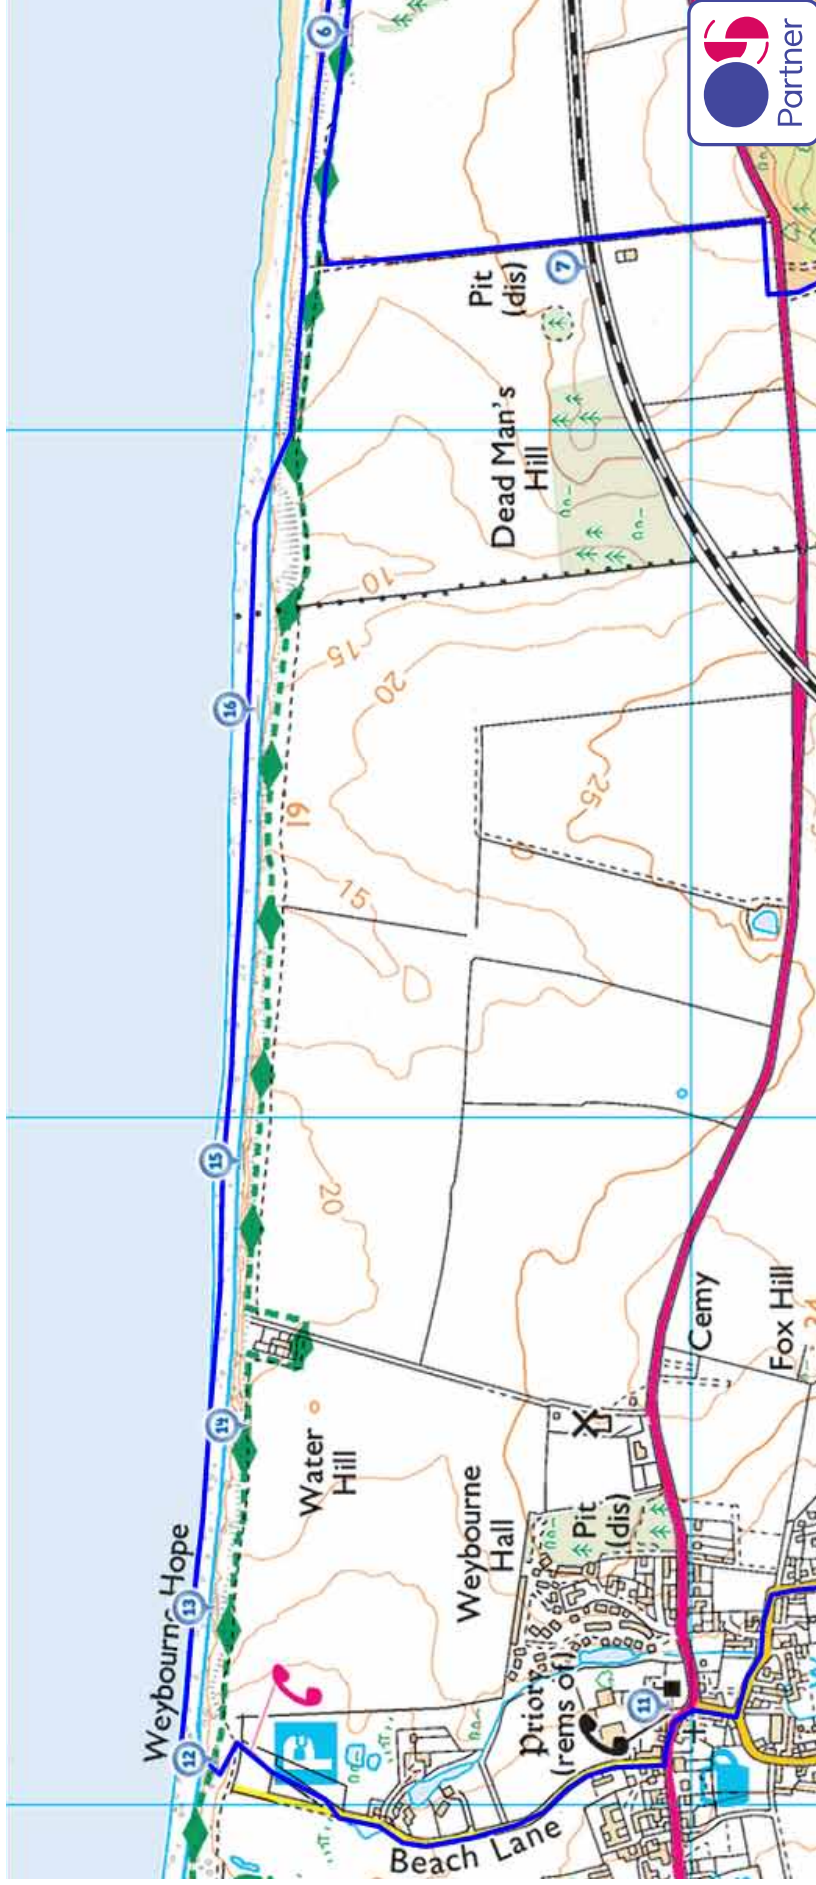 Weybourne Hope
12
13
14
15
16
6
Beach Lane
Water
Hill
20
15
19
15
20
10
Weybourne
Hall
Dead Man's
Hill
Pit
(dis)
Priory
(rems of)
Pit
(dis)
25
7
11
P
Cemy
Fox Hill
OS
Partner